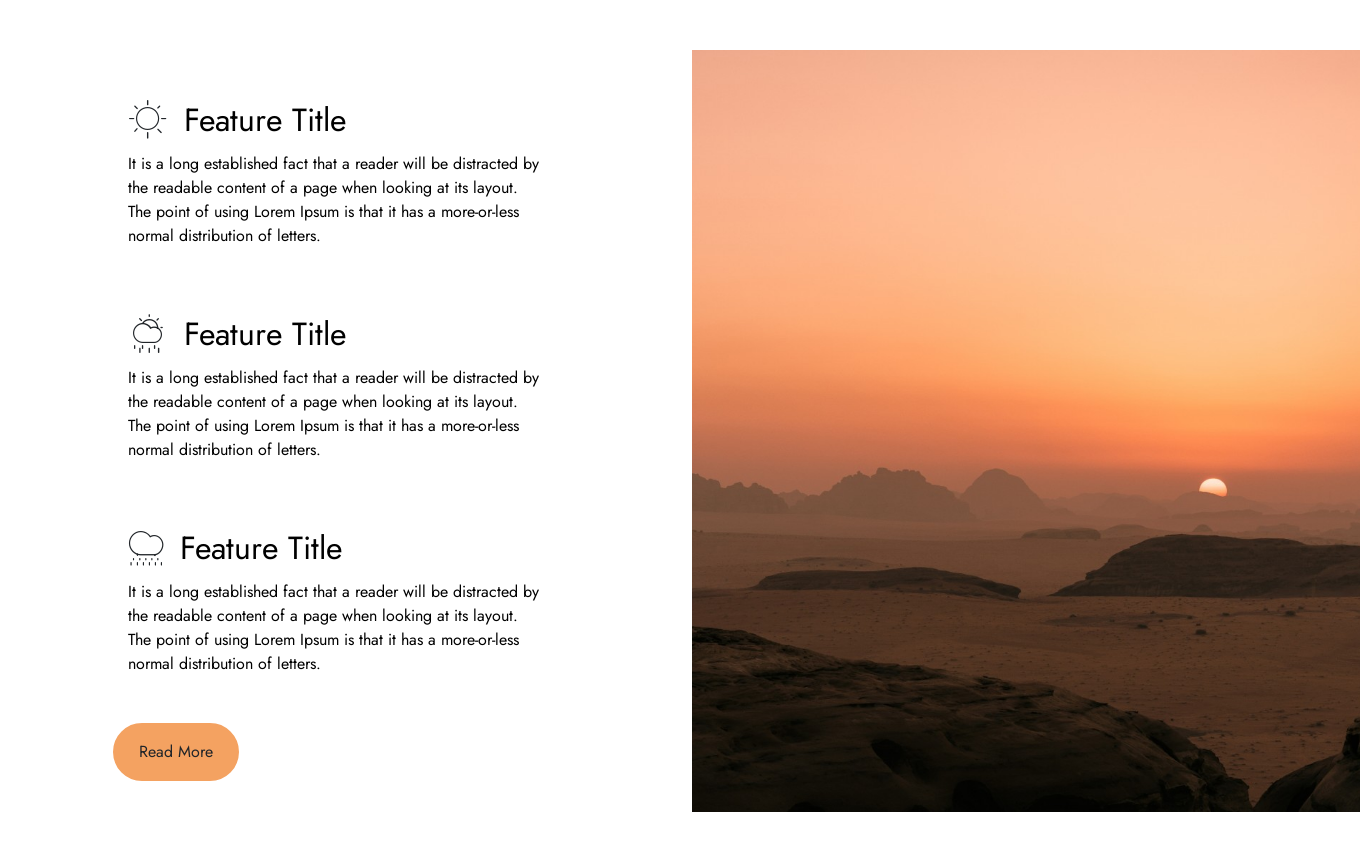 Feature Title
It is a long established fact that a reader will be distracted by
the readable content of a page when looking at its layout.
The point of using Lorem Ipsum is that it has a more-or-less
normal distribution of letters.
Feature Title
It is a long established fact that a reader will be distracted by
the readable content of a page when looking at its layout.
The point of using Lorem Ipsum is that it has a more-or-less
normal distribution of letters.
Feature Title
It is a long established fact that a reader will be distracted by
the readable content of a page when looking at its layout.
The point of using Lorem Ipsum is that it has a more-or-less
normal distribution of letters.
Read More